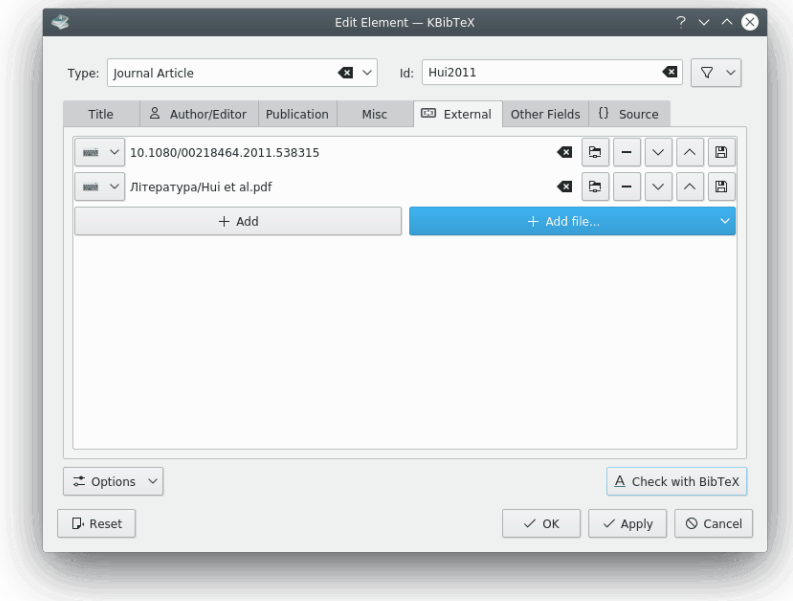 Edit Element — KBibTeX
Type: Journal Article Id: Hui2011
Title Author/Editor Publication Misc External Other Fields Source
10.1080/00218464.2011.538315
Література/Hui et al.pdf
Add Add file...
Options Check with BibTeX
Reset OK Apply Cancel